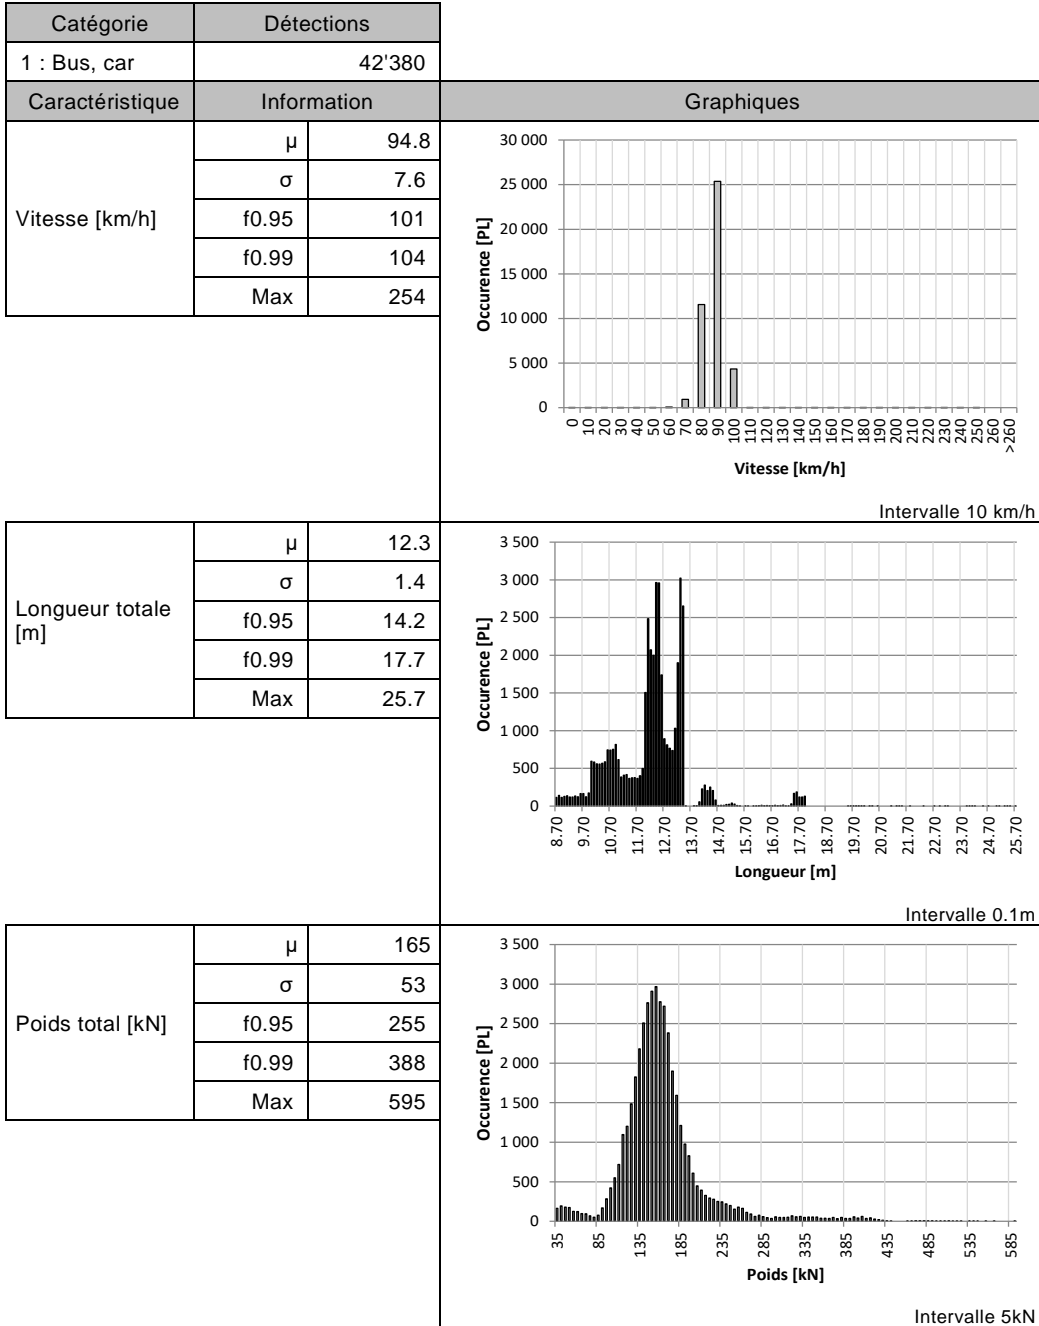 Catégorie Détections
1 : Bus, car 42'380
Caractéristique Information Graphiques
Vitesse [km/h]
µ 94.8
σ 7.6
f0.95 101
f0.99 104
Max 254
30 000
25 000
20 000
15 000
10 000
5 000
0
Occurence [PL]
0 10 20 30 40 50 60 70 80 90 100 110 120 130 140 150 160 170 180 190 200 210 220 230 240 250 260 >260
Vitesse [km/h]
Intervalle 10 km/h
Longueur totale
[m]
µ 12.3
σ 1.4
f0.95 14.2
f0.99 17.7
Max 25.7
3 500
3 000
2 500
2 000
1 500
1 000
500
0
Occurence [PL]
8.70 9.70 10.70 11.70 12.70 13.70 14.70 15.70 16.70 17.70 18.70 19.70 20.70 21.70 22.70 23.70 24.70 25.70
Longueur [m]
Intervalle 0.1m
Poids total [kN]
µ 165
σ 53
f0.95 255
f0.99 388
Max 595
3 500
3 000
2 500
2 000
1 500
1 000
500
0
Occurence [PL]
35 85 135 185 235 285 335 385 435 485 535 585
Poids [kN]
Intervalle 5kN